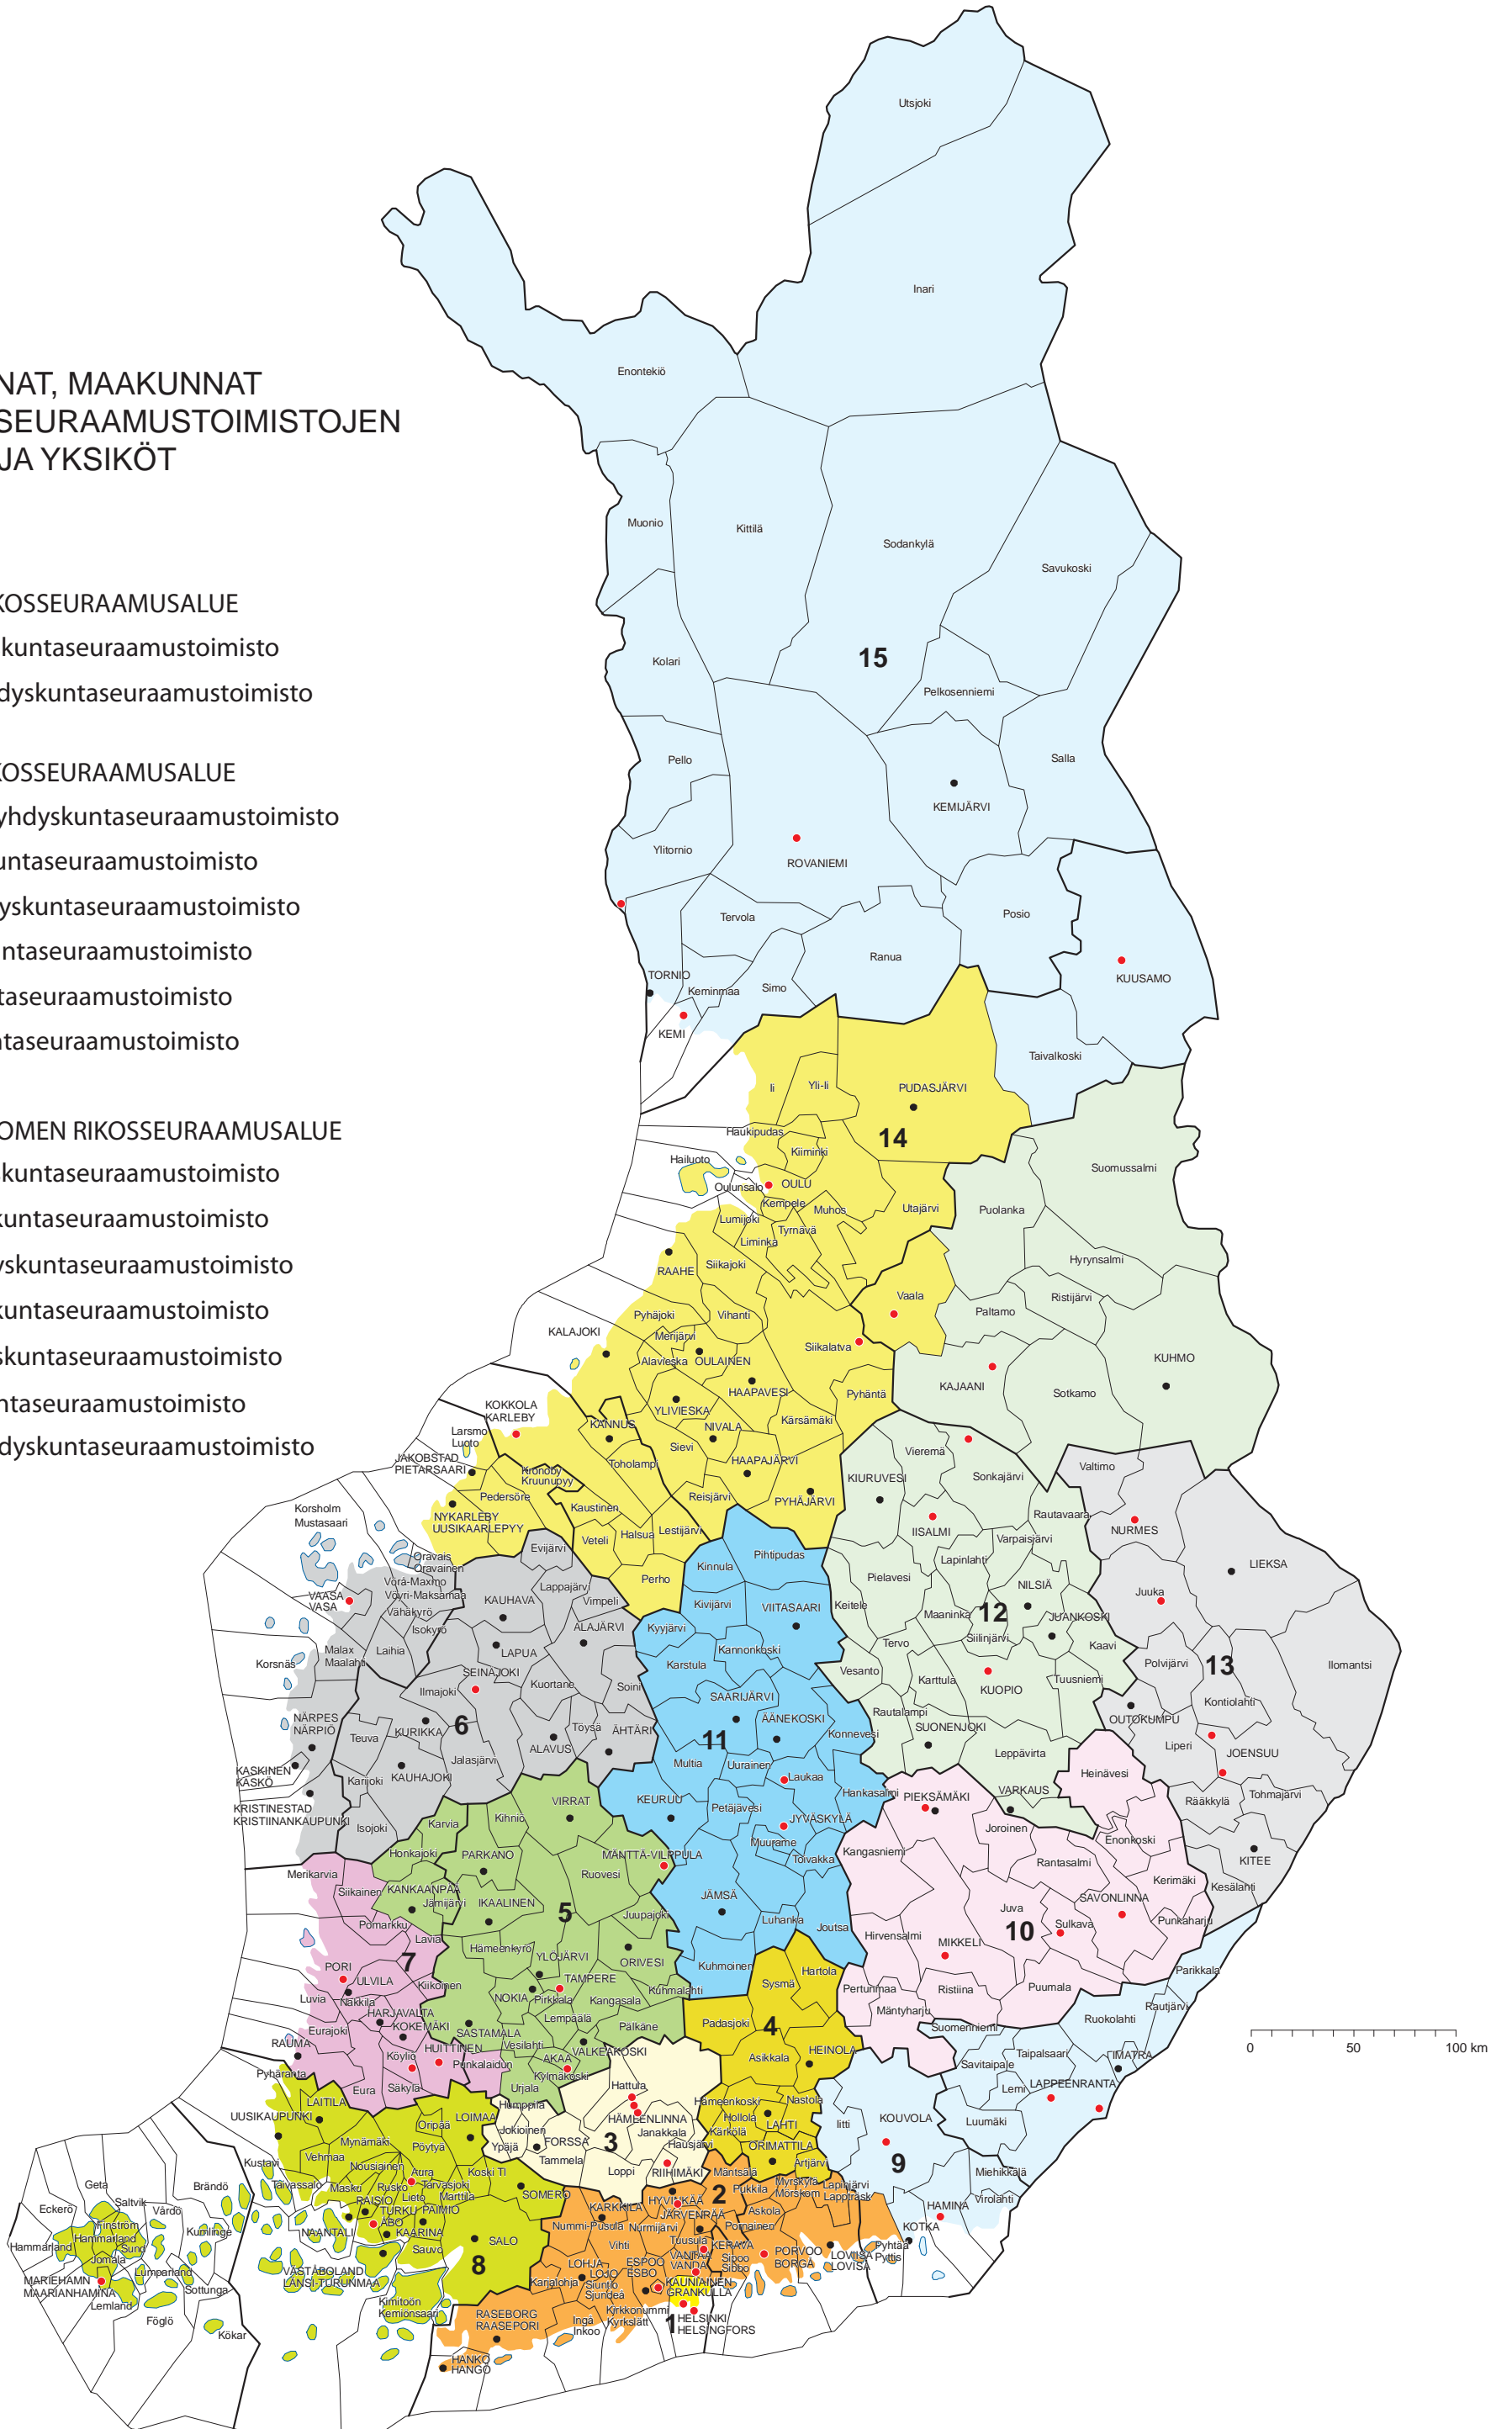 NAT, MAAKUNNAT
SEURAAMUSTOIMISTOJEN
JA YKSIKÖT
KOSSEURAAMUSALUE
kuntaseuraamustoimisto
dyskuntaseuraamustoimisto
KOSSEURAAMUSALUE
yhdyskuntaseuraamustoimisto
untaseuraamustoimisto
yskuntaseuraamustoimisto
ntaseuraamustoimisto
taseuraamustoimisto
ntaseuraamustoimisto
OMEN RIKOSSEURAAMUSALUE
skuntaseuraamustoimisto
kuntaseuraamustoimisto
yskuntaseuraamustoimisto
kuntaseuraamustoimisto
skuntaseuraamustoimisto
ntaseuraamustoimisto
dyskuntaseuraamustoimisto
Utsjoki
Inari
Enontekiö
Muonio
Kittilä
Sodankylä
Savukoski
Kolari
15
Pelkosenniemi
Pello
Salla
KEMIJÄRVI
Ylitornio
ROVANIEMI
Tervola
Posio
Ranua
TORNIO
Keminmaa
Simo
KUUSAMO
KEMI
Taivalkoski
Ii
Yli-Ii
PUDASJÄRVI
14
Haukipudas
Kiiminki
Hailuoto
Oulunsalo
OULU
Kempele
Muhos
Utajärvi
Lumijoki
Tyrnävä
Liminka
Suomussalmi
Puolanka
RAAHE
Siikajoki
Hyrynsalmi
Vaala
Paltamo
Ristijärvi
Pyhäjoki
Vihanti
KALAJOKI
Merijärvi
Siikalatva
Alavieska
OULAINEN
KUHMO
KAJAANI
Sotkamo
HAAPAVESI
Pyhäntä
YLIVIESKA
Kärsämäki
KOKKOLA
KARLEBY
KANNUS
NIVALA
Larsmo
Luoto
Sievi
Vieremä
JAKOBSTAD
PIETARSAARI
Kronoby
Kruunupyy
Toholampi
HAAPAJÄRVI
KIURUVESI
Sonkajärvi
Valtimo
Pedersöre
Kaustinen
Reisjärvi
PYHÄJÄRVI
NYKARLEBY
UUSIKAARLEPYY
Korsholm
Mustasaari
Veteli
Halsua
Lestijärvi
IISALMI
Rautavaara
NURMES
Evijärvi
Varpaisjärvi
Oravais
Oravainen
Perho
Kinnula
Pihtipudas
Lapinlahti
LIEKSA
Vörå-Maxmo
Vöyri-Maksamaa
Lappajärvi
Pielavesi
NILSIÄ
Juuka
VAASA
VASA
Vähäkyrö
KAUHAVA
Vimpeli
Kivijärvi
VIITASAARI
Keitele
Maaninka
12
JUANKOSKI
Isokyrö
ALAJÄRVI
Kyyjärvi
Siilinjärvi
Kaavi
Malax
Maalahti
Laihia
LAPUA
Kannonkoski
Tervo
Polvijärvi
13
Ilomantsi
Korsnäs
SEINÄJOKI
Karstula
Vesanto
Karttula
KUOPIO
Tuusniemi
Ilmajoki
Kuortane
Soini
SAARIJÄRVI
Kontiolahti
NÄRPES
NÄRPIÖ
KURIKKA
6
Töysä
ÄHTÄRI
11
ÄÄNEKOSKI
Konnevesi
Rautalampi
SUONENJOKI
OUTOKUMPU
Teuva
Jalasjärvi
ALAVUS
Leppävirta
Liperi
JOENSUU
KASKINEN
KASKÖ
Karijoki
KAUHAJOKI
Multia
Uurainen
Laukaa
Hankasalmi
Heinävesi
KRISTINESTAD
KRISTIINANKAUPUNKI
Isojoki
VIRRAT
KEURUU
Petäjävesi
JYVÄSKYLÄ
PIEKSÄMÄKI
VARKAUS
Rääkkylä
Tohmajärvi
Karvia
Kihniö
Muurame
Toivakka
Joroinen
Enonkoski
Honkajoki
PARKANO
MÄNTTÄ-VILPPULA
Kangasniemi
Rantasalmi
KITEE
Merikarvia
Ruovesi
Kerimäki
Kesälahti
Siikainen
KANKAANPÄÄ
Jämijärvi
IKAALINEN
5
Juupajoki
JÄMSÄ
Luhanka
Joutsa
Juva
SAVONLINNA
Punkaharju
Pomarkku
Lavia
Hämeenkyrö
YLÖJÄRVI
ORIVESI
Hirvensalmi
MIKKELI
10
Sulkava
7
Kuhmoinen
Hartola
Sysmä
Parikkala
PORI
ULVILA
Kiikoinen
TAMPERE
Kuhmalahti
Pertunmaa
Ristiina
Puumala
Luvia
Nakkila
NOKIA
Pirkkala
Kangasala
Mäntyharju
Rautjärvi
HARJAVALTA
Lempäälä
Pälkäne
Padasjoki
4
Suomenniemi
Ruokolahti
Eurajoki
KOKEMÄKI
SASTAMALA
Vesilahti
VALKEAKOSKI
RAUMA
HUITTINEN
AKAA
Asikkala
HEINOLA
Savitaipale
Taipalsaari
IMATRA
Köyliö
Punkalaidun
Kylmäkoski
Pyhäranta
Eura
Säkylä
Urjala
Hattula
Lemi
LAPPEENRANTA
LAITILA
Humppila
HÄMEENLINNA
Hämeenkoski
Nastola
Luumäki
UUSIKAUPUNKI
Oripää
LOIMAA
Jokioinen
Janakkala
Hollola
LAHTI
Iitti
KOUVOLA
Mynämäki
Pöytyä
Ypäjä
FORSSA
3
Hausjärvi
Kärkölä
ORIMATTILA
Kustavi
Vehmaa
Nousiainen
Aura
Koski Tl
Tammela
Loppi
RIIHIMÄKI
Mäntsälä
Artjärvi
9
Miehikkälä
Geta
Brändö
Taivassalo
Masku
Rusko
Tarvasjoki
Marttila
SOMERO
HYVINKÄÄ
2
Pukkila
Myrskylä
Mörskom
Lapinjärvi
Lappträsk
HAMINA
Virolahti
Eckerö
Saltvik
Vårdö
RAISIO
Lieto
KARKKILA
JÄRVENPÄÄ
Askola
Finström
Kumlinge
NAANTALI
TURKU
ÅBO
PAIMIO
Nummi-Pusula
Nurmijärvi
Pornainen
KOTKA
Hammarland
Hammarland
Sund
KAARINA
SALO
Tuusula
KERAVA
Pyhtää
Pyttis
Jomala
Sauvo
Vihti
VANTAA
VANDA
Sipoo
Sibbo
PORVOO
BORGÅ
LOVIISA
LOVISA
Lumparland
8
LOHJA
LOJO
ESPOO
ESBO
MARIEHAMN
MAARIANHAMINA
Sottunga
VÄSTÅBOLAND
LÄNSI-TURUNMAA
Karjalohja
Siuntio
Sjundeå
KAUNIAINEN
GRANKULLA
Lemland
Kimitoön
Kemiönsaari
Kirkkonummi
Kyrkslätt
1
HELSINKI
HELSINGFORS
Föglö
RASEBORG
RAASEPORI
Ingå
Inkoo
Kökar
HANKO
HANGÖ
0 50 100 km